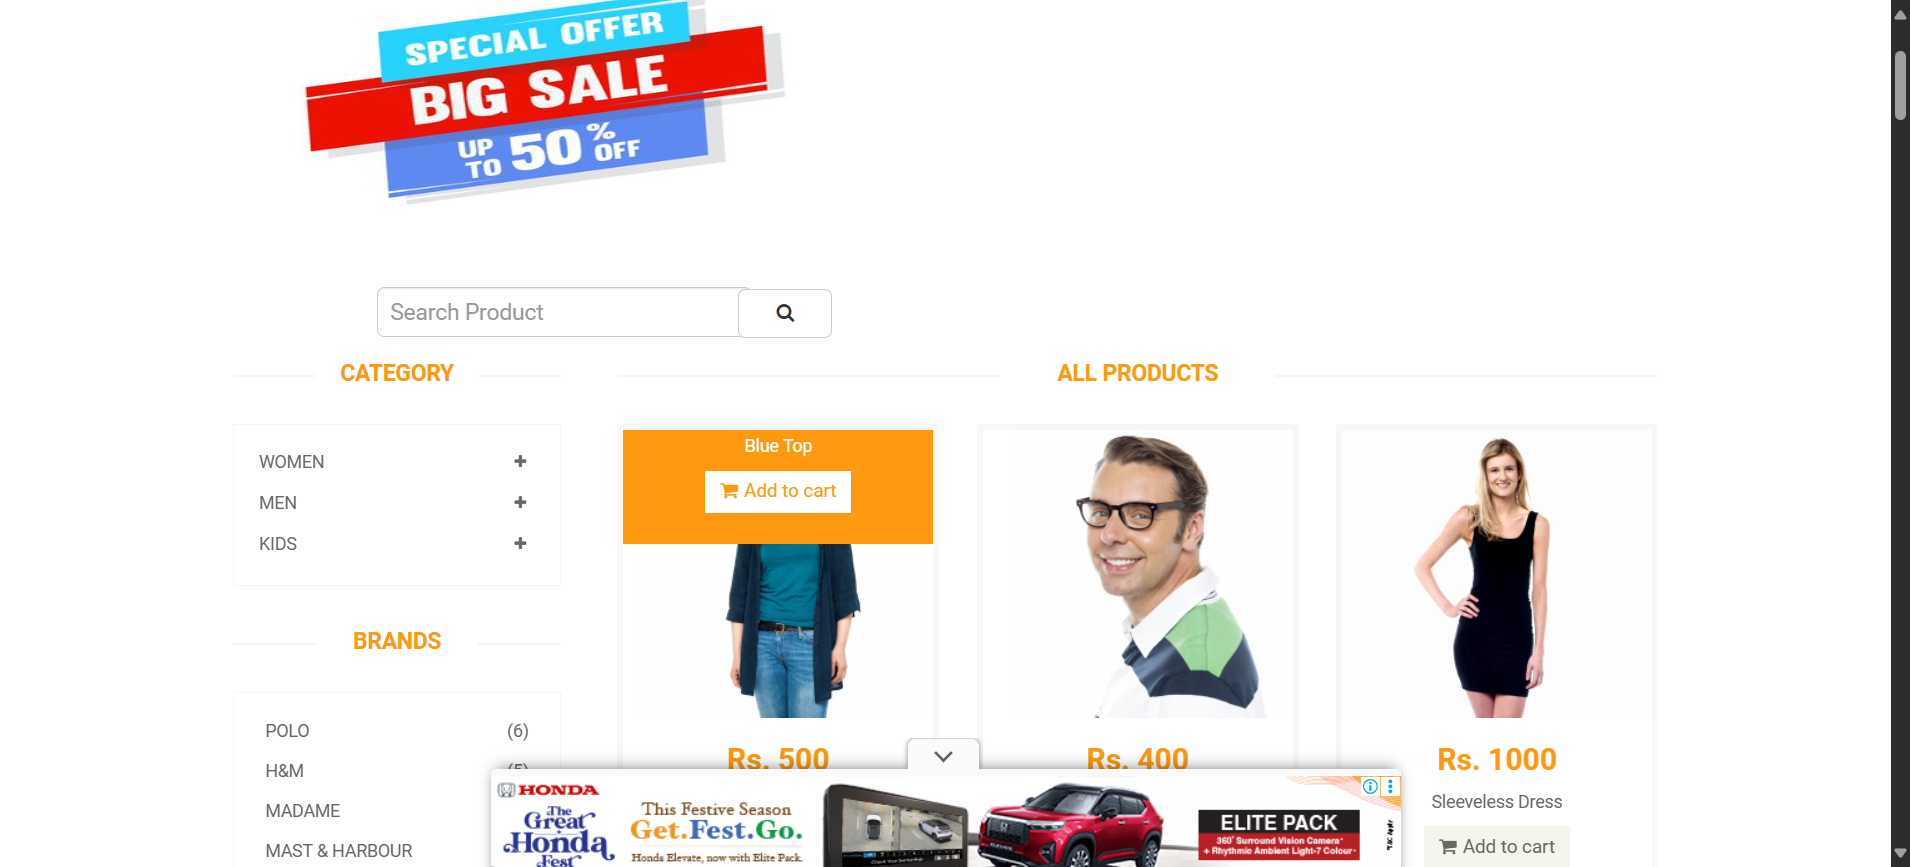 SPECIAL OFFER
BIG SALE
UP TO 50% OFF
Search Product
CATEGORY
WOMEN
MEN
KIDS
BRANDS
POLO (6)
H&M (5)
MADAME
MAST & HARBOUR
ALL PRODUCTS
Blue Top
Add to cart
Rs. 500
Rs. 400
Rs. 1000
Sleeveless Dress
Add to cart
HONDA
The Great Honda Fest
This Festive Season
Get.Fest.Go.
Honda Elevate, now with Elite Pack.
ELITE PACK
360° Surround Vision Camera*
+ Rhythmic Ambient Light-7 Colour*